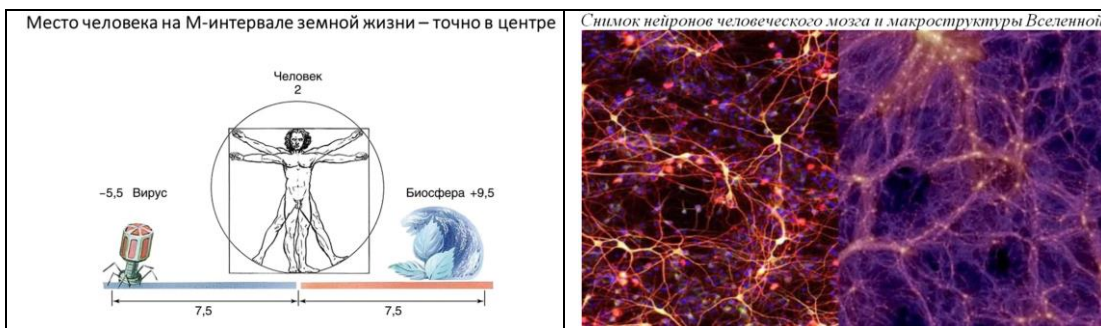 Место человека на М-интервале земной жизни – точно в центре
Человек
2
–5,5 Вирус
Биосфера +9,5
7,5
7,5
Снимок нейронов человеческого мозга и макроструктуры Вселенной